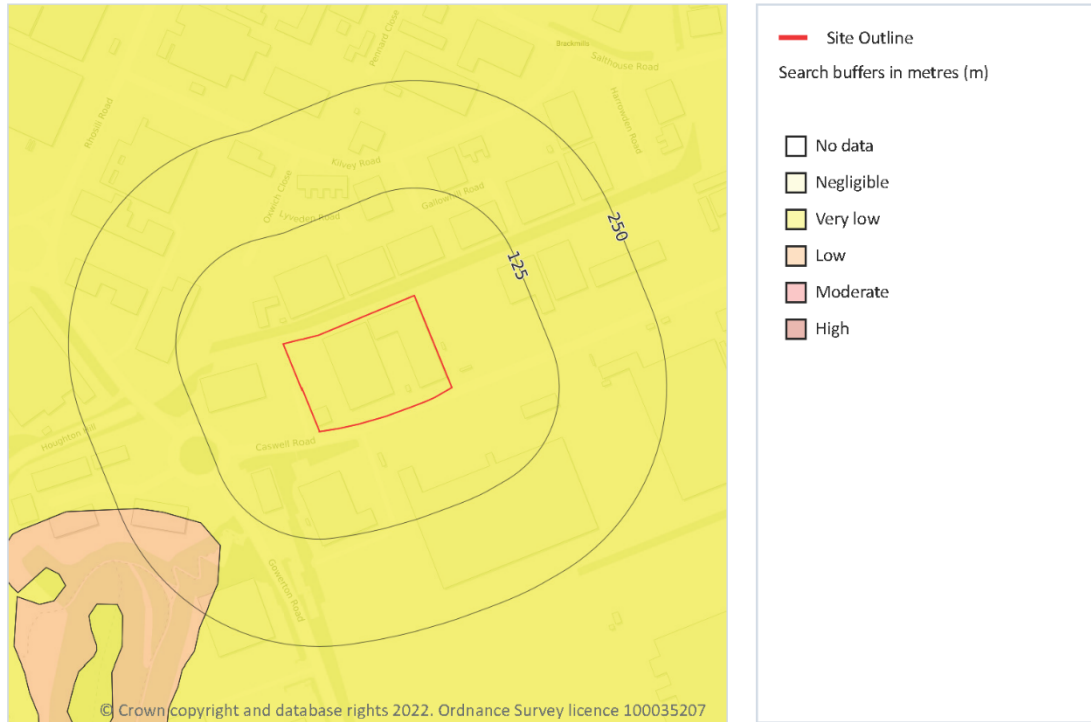 Brackmills
Salthouse Road
Pennard Close
Harrowden Road
Rhosili Road
Kilvey Road
Oxwich Close
Gallowhill Road
Lyveden Road
250
125
Houghton Hill
Caswell Road
Gowerton Road
© Crown copyright and database rights 2022. Ordnance Survey licence 100035207
Site Outline
Search buffers in metres (m)
No data
Negligible
Very low
Low
Moderate
High